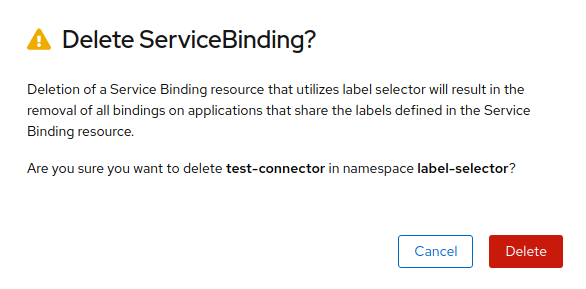 Delete ServiceBinding?
Deletion of a Service Binding resource that utilizes label selector will result in the
removal of all bindings on applications that share the labels defined in the Service
Binding resource.
Are you sure you want to delete test-connector in namespace label-selector?
Cancel
Delete